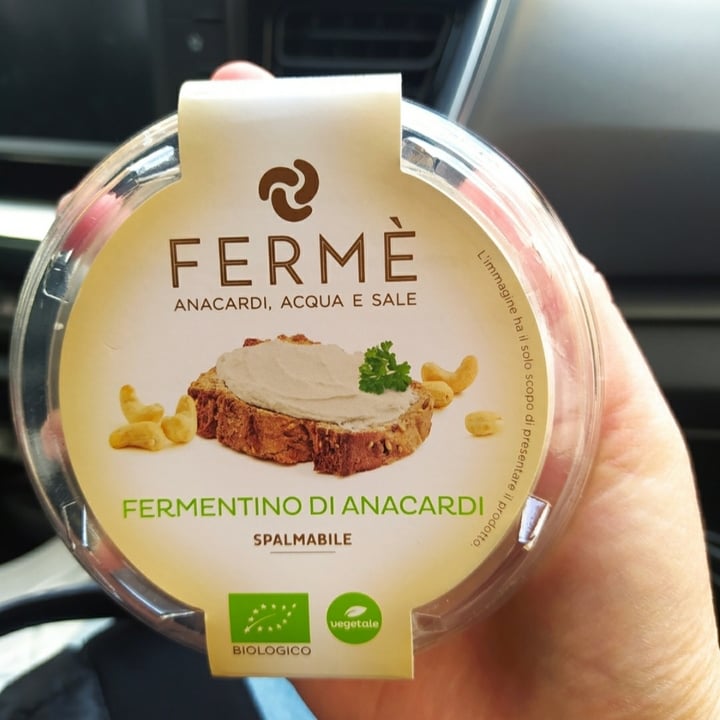 FERMÈ
ANACARDI, ACQUA E SALE
L'immagine ha il solo scopo di presentare il prodotto.
FERMENTINO DI ANACARDI
SPALMABILE
BIOLOGICO
vegetale